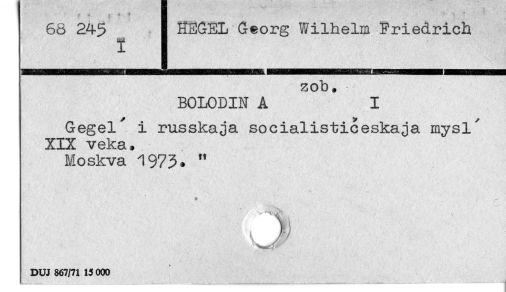 68 245
I
HEGEL Georg Wilhelm Friedrich
zob.
BOLODIN A I
Gegel´ i russkaja socialističeskaja mysl´
XIX veka.
Moskva 1973. "
DUJ 867/71 15 000